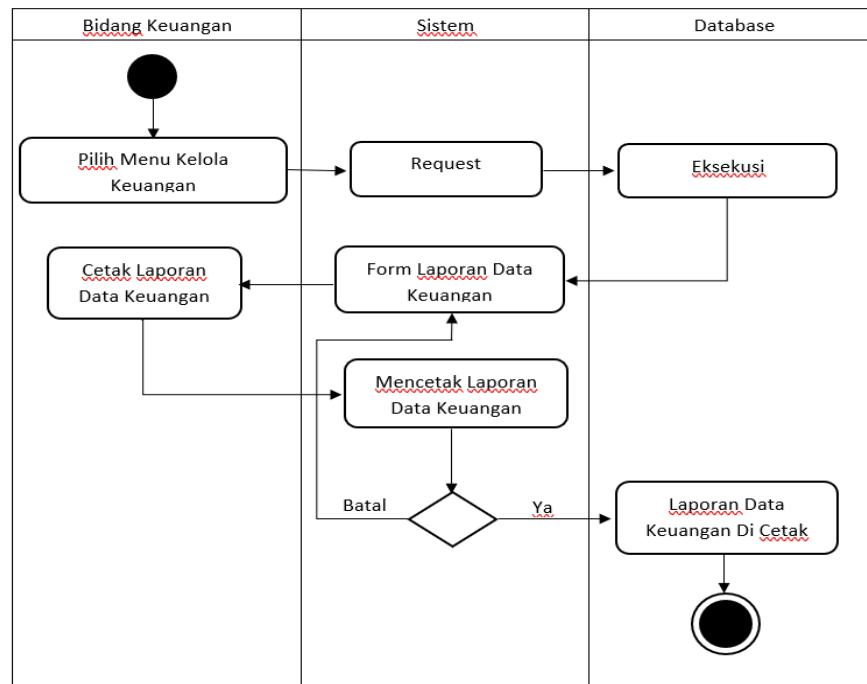 Bidang Keuangan
Sistem
Database
Pilih Menu Kelola
Keuangan
Request
Eksekusi
Cetak Laporan
Data Keuangan
Form Laporan Data
Keuangan
Mencetak Laporan
Data Keuangan
Batal
Ya
Laporan Data
Keuangan Di Cetak